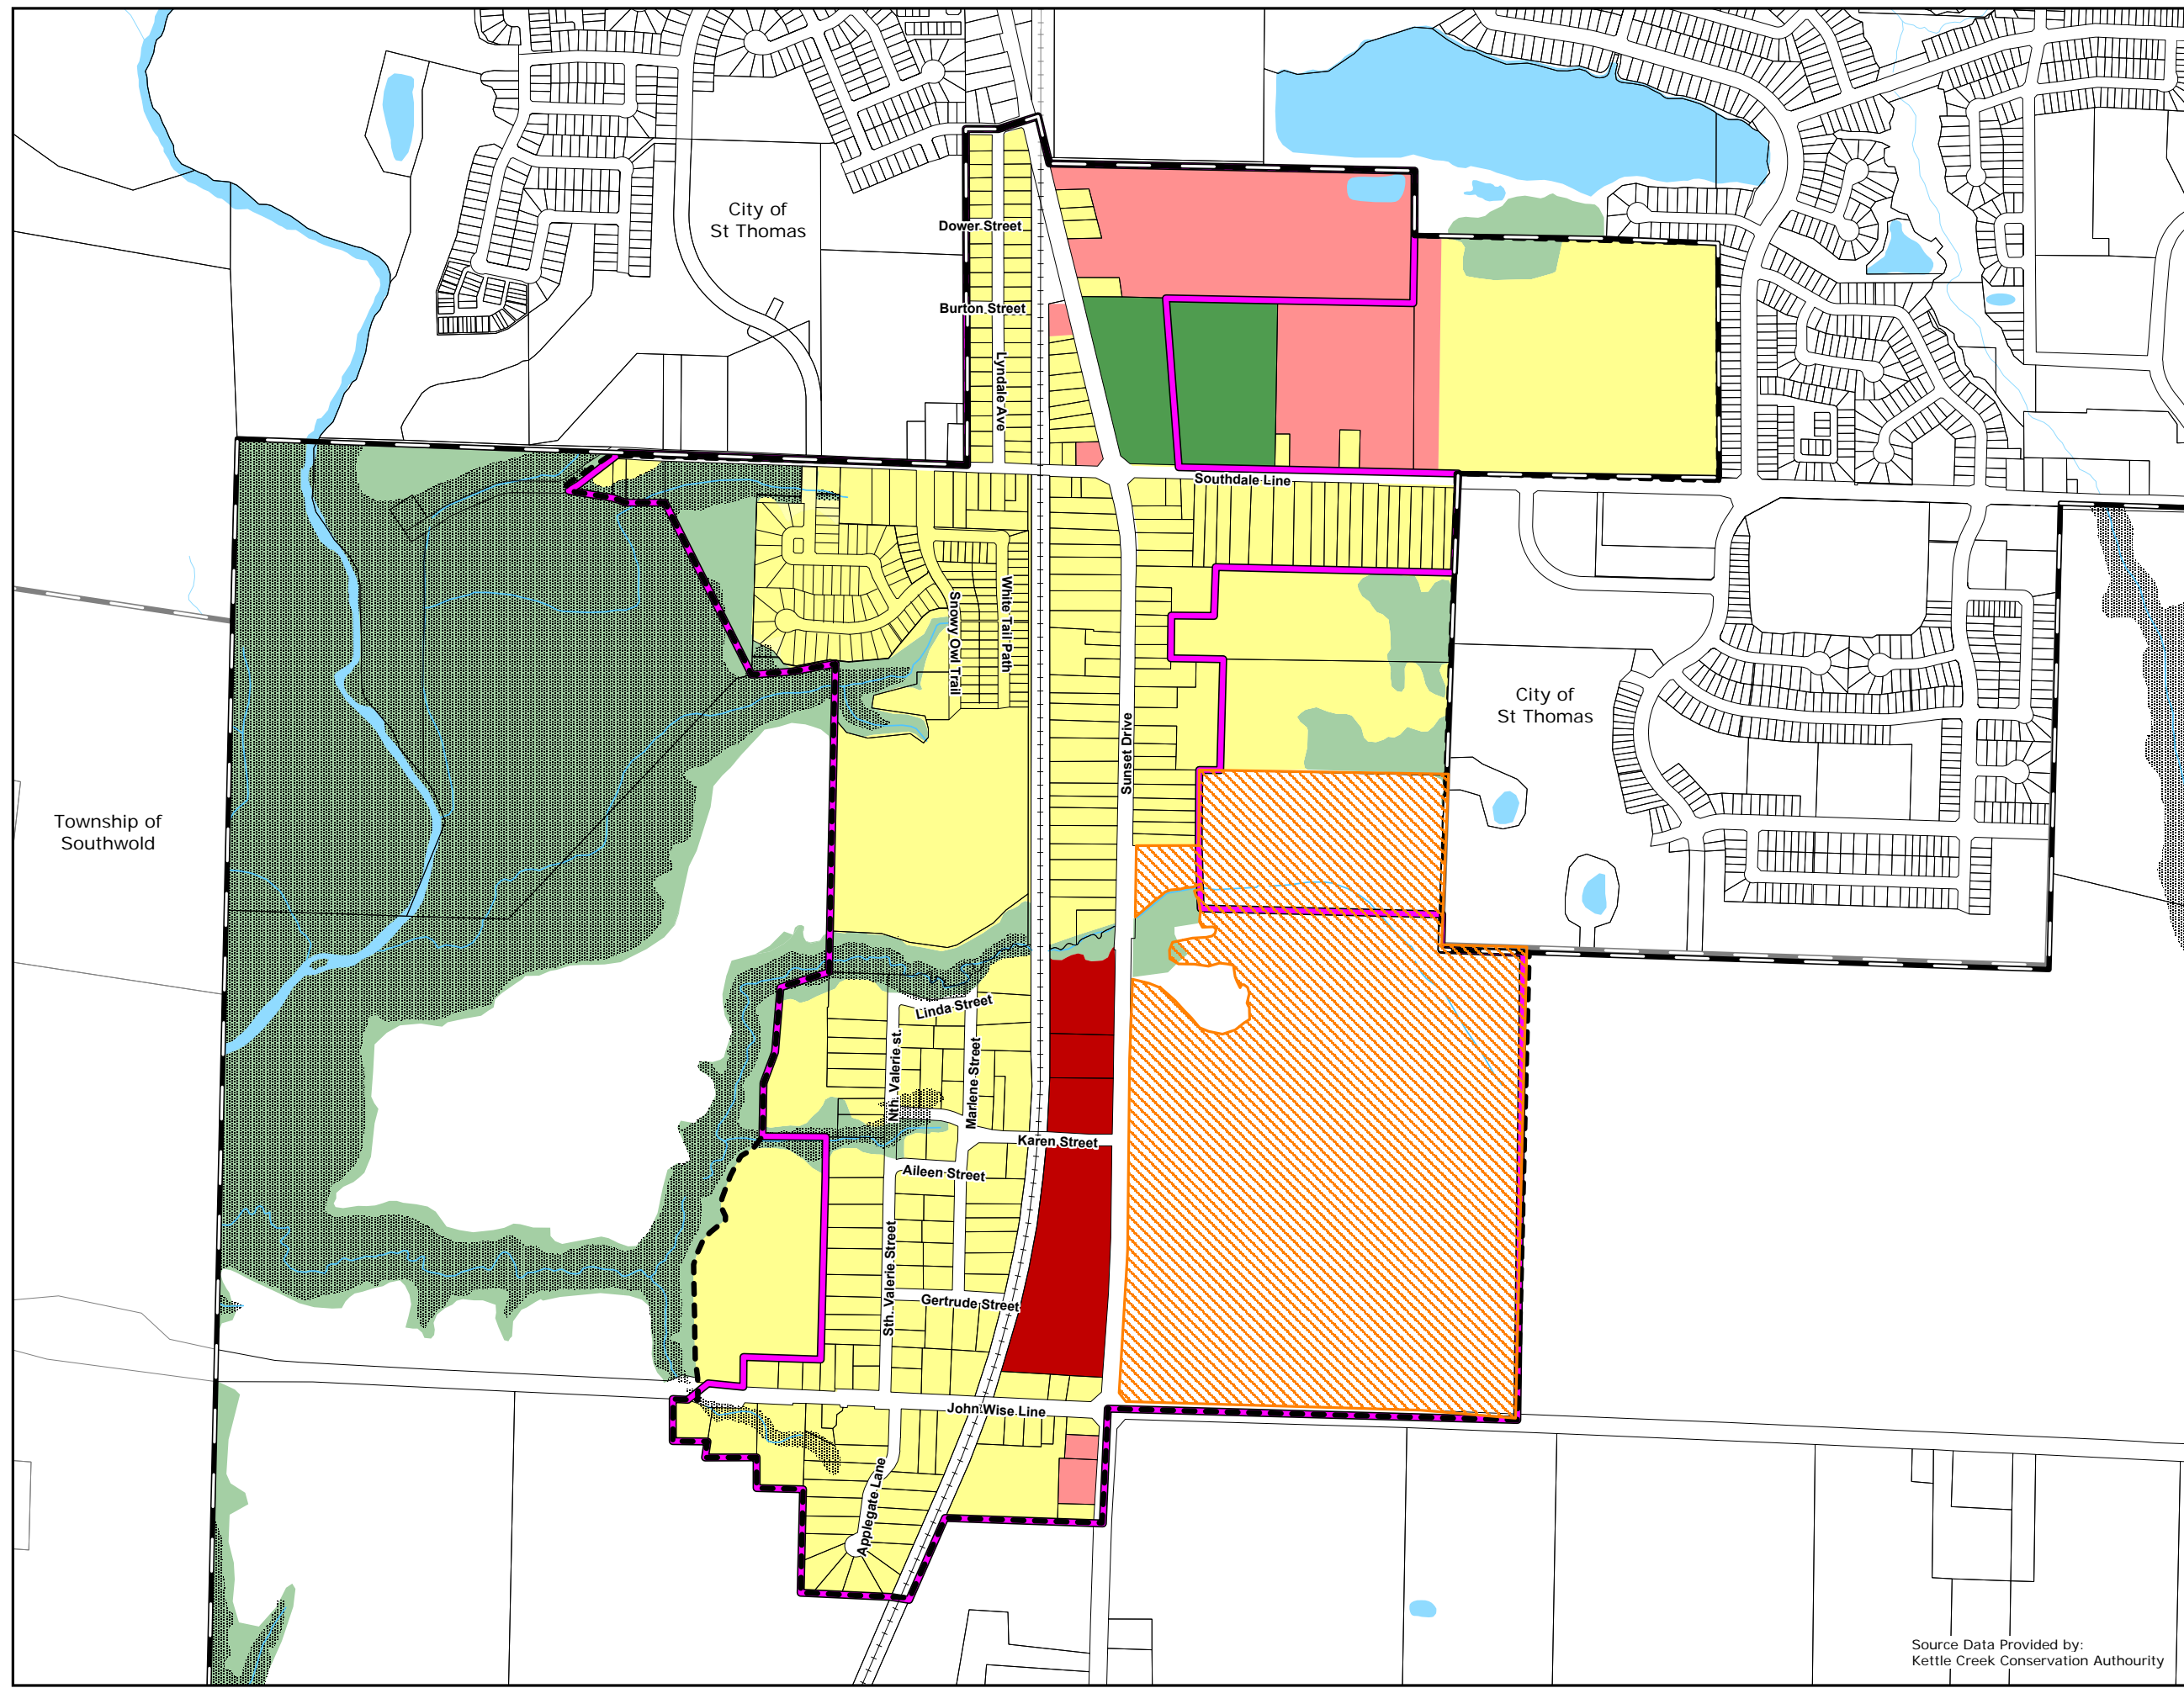 City of
St Thomas
Dower Street
Burton Street
Lyndale Ave
Southdale Line
White Tail Path
Snowy Owl Trail
City of
St Thomas
Sunset Drive
Township of
Southwold
Linda Street
Nth. Valerie st.
Marlene Street
Karen Street
Aileen Street
Sth. Valerie Street
Gertrude Street
John Wise Line
Applegate Lane
Source Data Provided by:
Kettle Creek Conservation Authourity